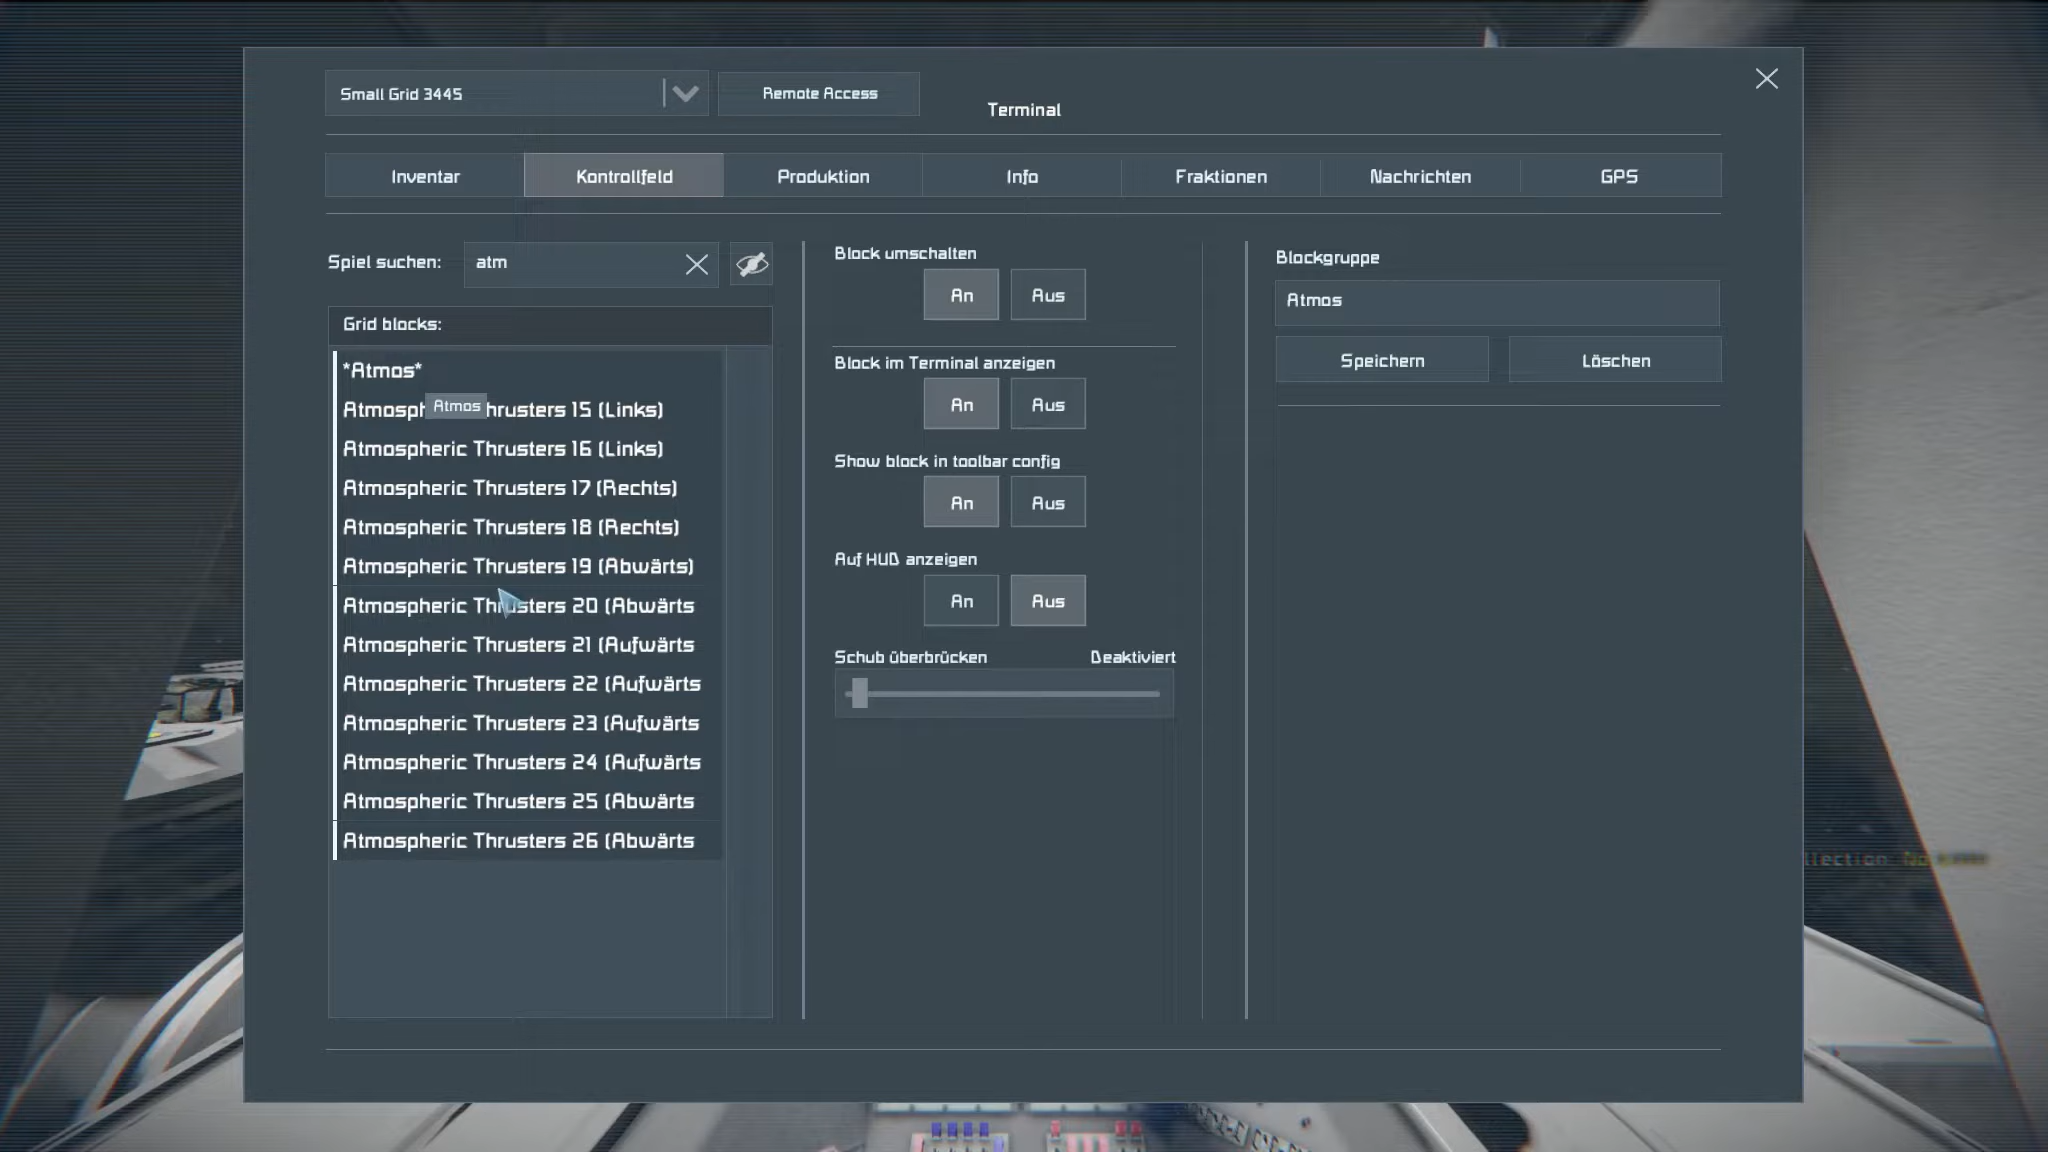 Small Grid 3445
Remote Access
Terminal
Inventar
Kontrollfeld
Produktion
Info
Fraktionen
Nachrichten
GPS
Spiel suchen:
atm
Grid blocks:
*Atmos*
Atmosph
Atmos
hrusters 15 (Links)
Atmospheric Thrusters 16 (Links)
Atmospheric Thrusters 17 (Rechts)
Atmospheric Thrusters 18 (Rechts)
Atmospheric Thrusters 19 (Abwärts)
Atmospheric Thrusters 20 (Abwärts
Atmospheric Thrusters 21 (Aufwärts
Atmospheric Thrusters 22 (Aufwärts
Atmospheric Thrusters 23 (Aufwärts
Atmospheric Thrusters 24 (Aufwärts
Atmospheric Thrusters 25 (Abwärts
Atmospheric Thrusters 26 (Abwärts
Block umschalten
An
Aus
Block im Terminal anzeigen
An
Aus
Show block in toolbar config
An
Aus
Auf HUD anzeigen
An
Aus
Schub überbrücken
Deaktiviert
Blockgruppe
Atmos
Speichern
Löschen
llection